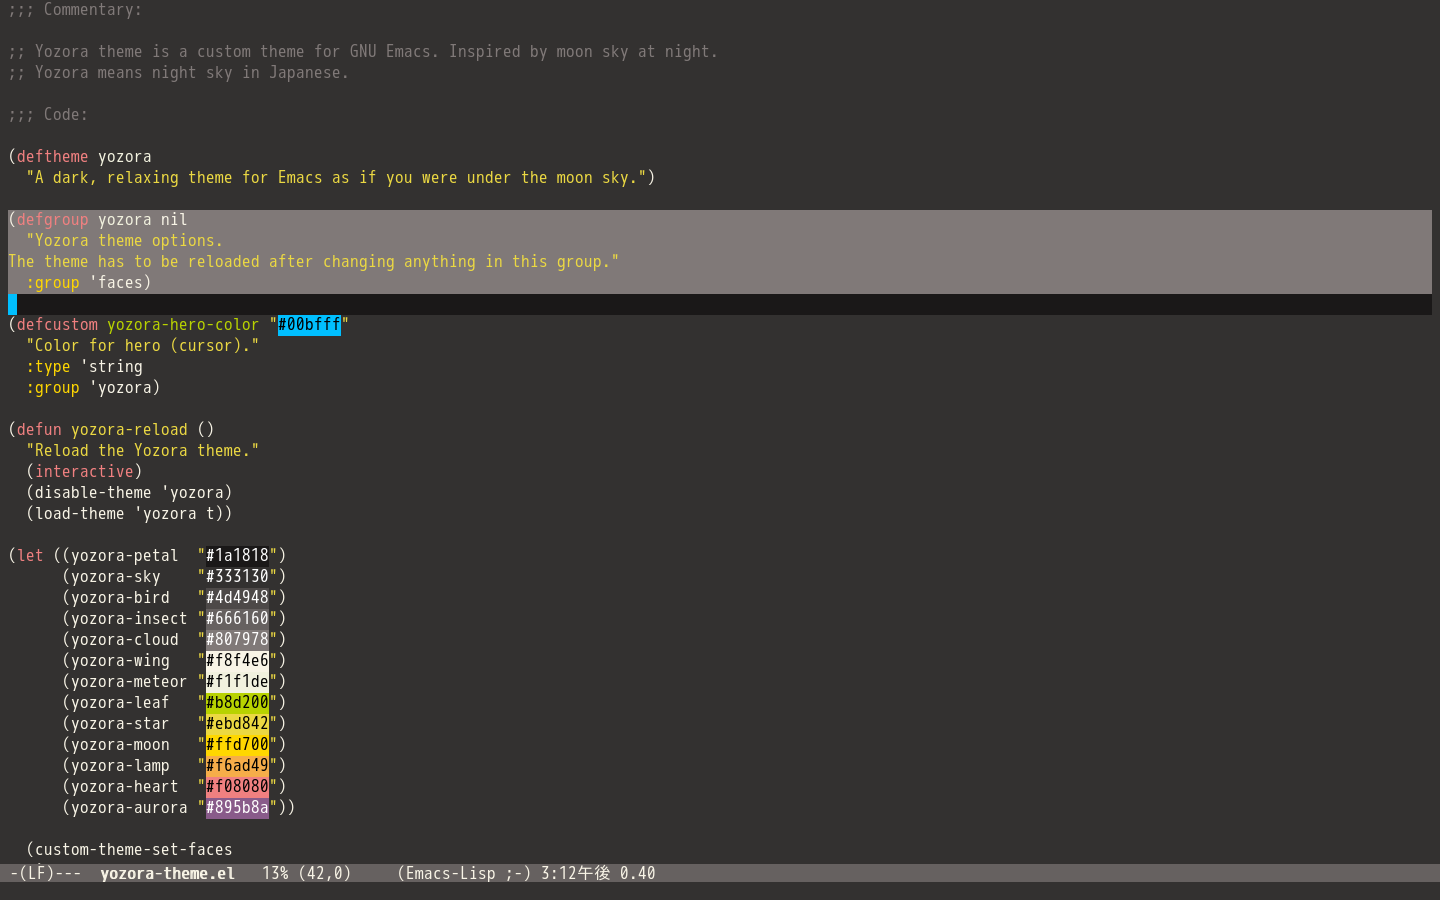 ;;; Commentary:
;; Yozora theme is a custom theme for GNU Emacs. Inspired by moon sky at night.
;; Yozora means night sky in Japanese.
;;; Code:
(deftheme yozora
  "A dark, relaxing theme for Emacs as if you were under the moon sky.")
(defgroup yozora nil
  "Yozora theme options.
The theme has to be reloaded after changing anything in this group."
  :group 'faces)
(defcustom yozora-hero-color "#00bfff"
  "Color for hero (cursor)."
  :type 'string
  :group 'yozora)
(defun yozora-reload ()
  "Reload the Yozora theme."
  (interactive)
  (disable-theme 'yozora)
  (load-theme 'yozora t))
(let ((yozora-petal  "#1a1818")
      (yozora-sky    "#333130")
      (yozora-bird   "#4d4948")
      (yozora-insect "#666160")
      (yozora-cloud  "#807978")
      (yozora-wing   "#f8f4e6")
      (yozora-meteor "#f1f1de")
      (yozora-leaf   "#b8d200")
      (yozora-star   "#ebd842")
      (yozora-moon   "#ffd700")
      (yozora-lamp   "#f6ad49")
      (yozora-heart  "#f08080")
      (yozora-aurora "#895b8a"))
  (custom-theme-set-faces
-(LF)---  yozora-theme.el   13% (42,0)     (Emacs-Lisp ;-) 3:12午後 0.40